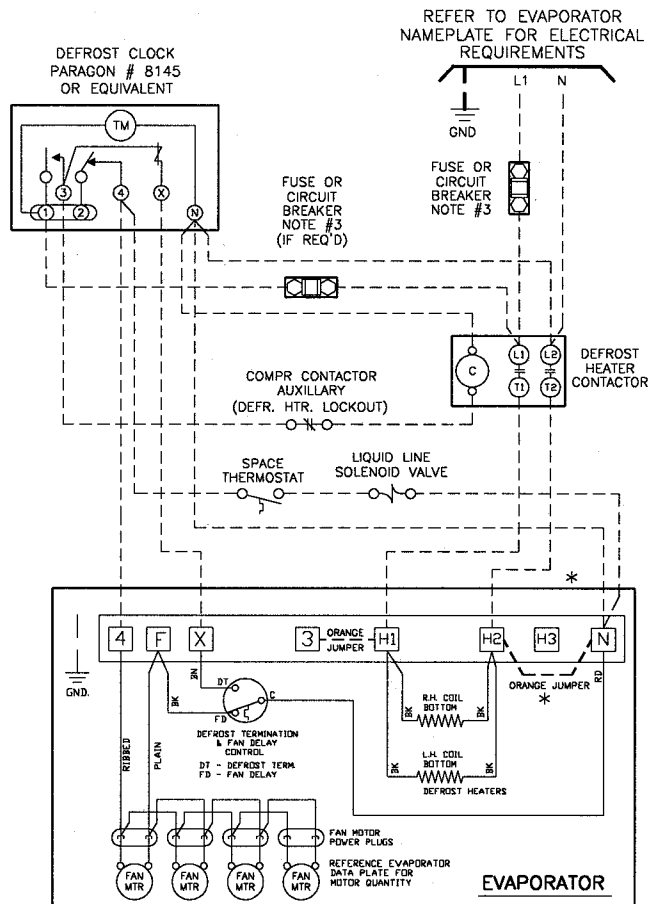 REFER TO EVAPORATOR
NAMEPLATE FOR ELECTRICAL
REQUIREMENTS
L1 N
GND
DEFROST CLOCK
PARAGON # 8145
OR EQUIVALENT
TM
3
4
X
1
2
N
FUSE OR
CIRCUIT
BREAKER
NOTE #3
(IF REQ'D)
FUSE OR
CIRCUIT
BREAKER
NOTE #3
C
L1
L2
T1
T2
DEFROST
HEATER
CONTACTOR
COMPR CONTACTOR
AUXILLARY
(DEFR. HTR. LOCKOUT)
SPACE
THERMOSTAT
LIQUID LINE
SOLENOID VALVE
*
4
F
X
3
ORANGE
JUMPER
H1
H2
H3
N
GND.
BN
DT
BK
FD
C
DEFROST TERMINATION
& FAN DELAY
CONTROL
DT - DEFROST TERM.
FD - FAN DELAY
RIBBED
PLAIN
BK
R.H. COIL
BOTTOM
BK
BK
L.H. COIL
BOTTOM
BK
DEFROST HEATERS
ORANGE JUMPER
*
RD
FAN MOTOR
POWER PLUGS
FAN
MTR
FAN
MTR
FAN
MTR
FAN
MTR
REFERENCE EVAPORATOR
DATA PLATE FOR
MOTOR QUANTITY
EVAPORATOR